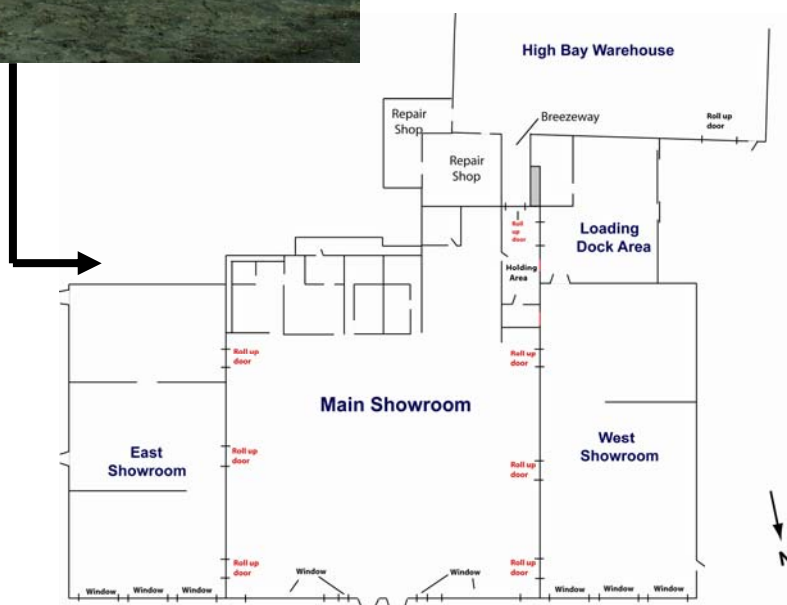 High Bay Warehouse
Repair
Shop
Breezeway
Roll up
door
Repair
Shop
Roll
up
door
Loading
Dock Area
Holding
Area
Roll up
door
Roll up
door
Main Showroom
East
Showroom
Roll up
door
Roll up
door
West
Showroom
Roll up
door
Roll up
door
Window
Window
Window
Window
Window
Window
Window
Window
N